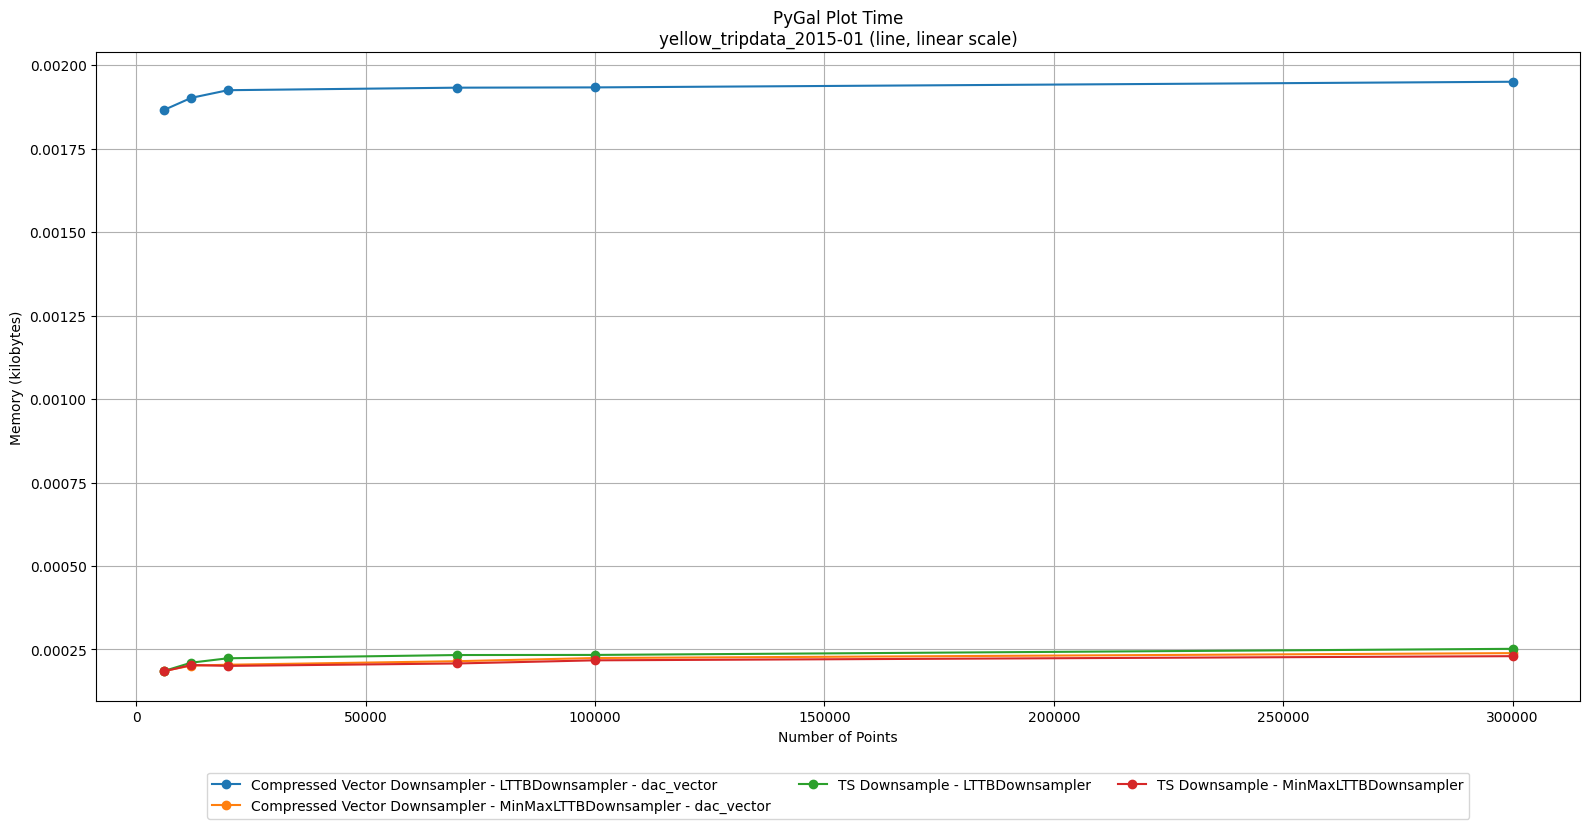 PyGal Plot Time
yellow_tripdata_2015-01 (line, linear scale)
Memory (kilobytes)
0.00200
0.00175
0.00150
0.00125
0.00100
0.00075
0.00050
0.00025
0 50000 100000 150000 200000 250000 300000
Number of Points
Compressed Vector Downsampler - LTTBDownsampler - dac_vector
Compressed Vector Downsampler - MinMaxLTTBDownsampler - dac_vector
TS Downsample - LTTBDownsampler
TS Downsample - MinMaxLTTBDownsampler